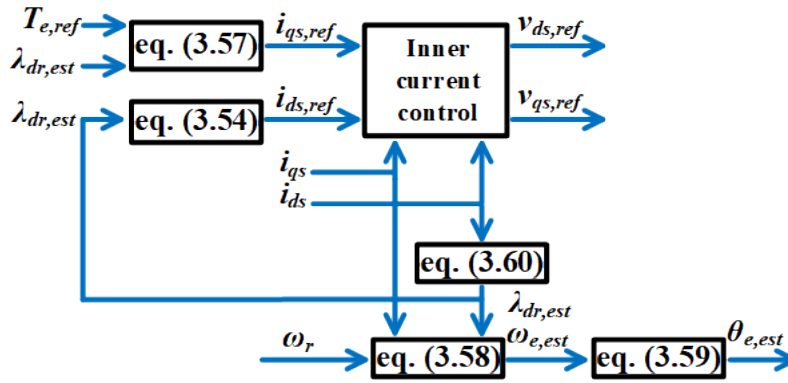 T_e,ref
eq. (3.57)
i_qs,ref
Inner
current
control
v_ds,ref
λ_dr,est
λ_dr,est
eq. (3.54)
i_ds,ref
v_qs,ref
i_qs
i_ds
eq. (3.60)
λ_dr,est
ω_r
eq. (3.58)
ω_e,est
eq. (3.59)
θ_e,est